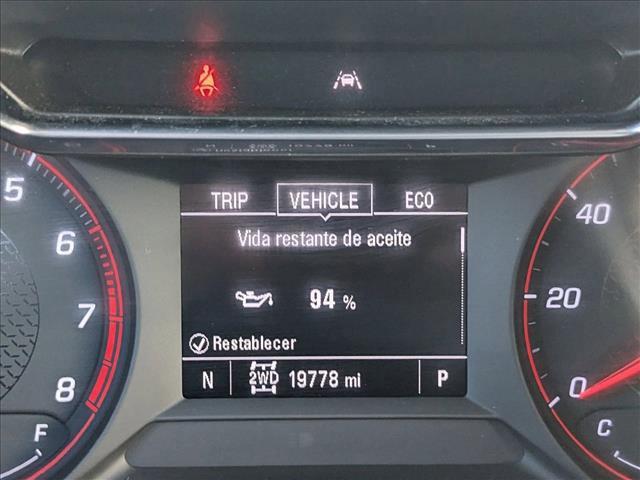 TRIP VEHICLE ECO
Vida restante de aceite
94 %
Restablecer
N 2WD 19778 mi P
5
6
7
8
F
40
20
0
C